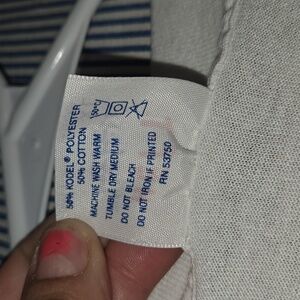 50% KODEL® POLYESTER
50% COTTON
MACHINE WASH WARM
TUMBLE DRY MEDIUM
DO NOT BLEACH
DO NOT IRON IF PRINTED
RN 53750